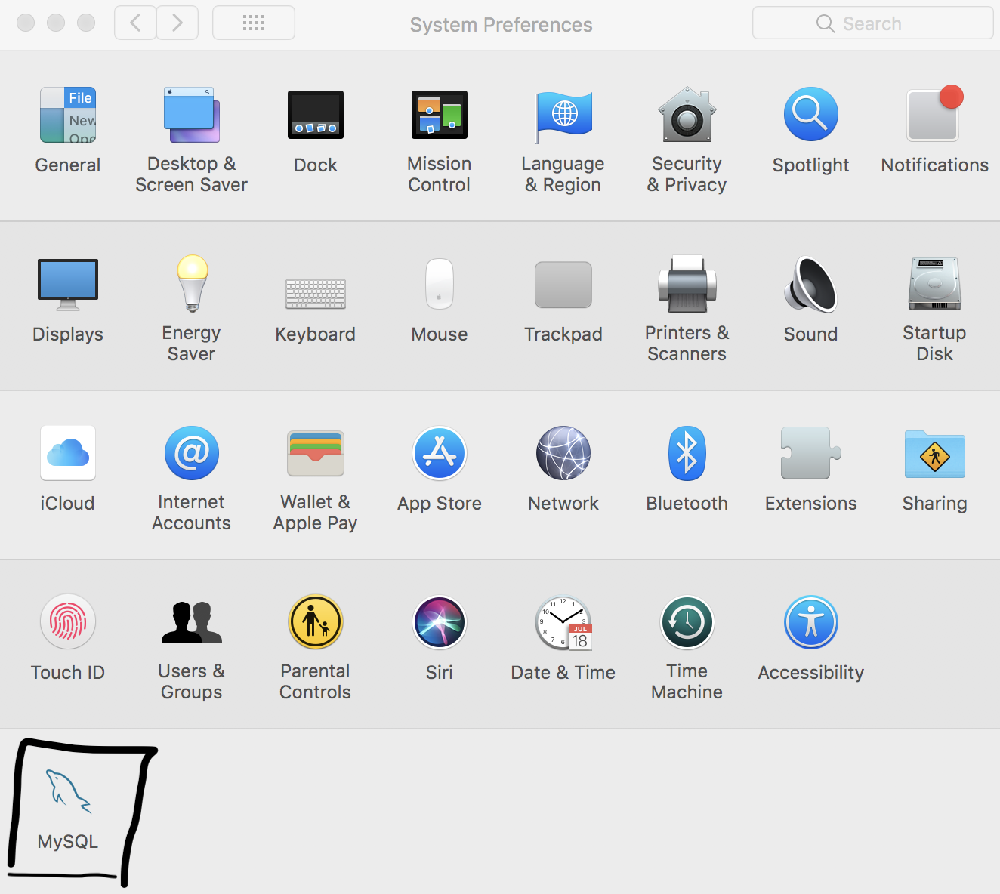 System Preferences
Search
File
New
Ope
General
Desktop &
Screen Saver
Dock
Mission
Control
Language
& Region
Security
& Privacy
Spotlight
Notifications
Displays
Energy
Saver
Keyboard
Mouse
Trackpad
Printers &
Scanners
Sound
Startup
Disk
iCloud
Internet
Accounts
Wallet &
Apple Pay
App Store
Network
Bluetooth
Extensions
Sharing
Touch ID
Users &
Groups
Parental
Controls
Siri
12
1
2
3
6
7
8
9
10
11
JUL
18
Date & Time
Time
Machine
Accessibility
MySQL